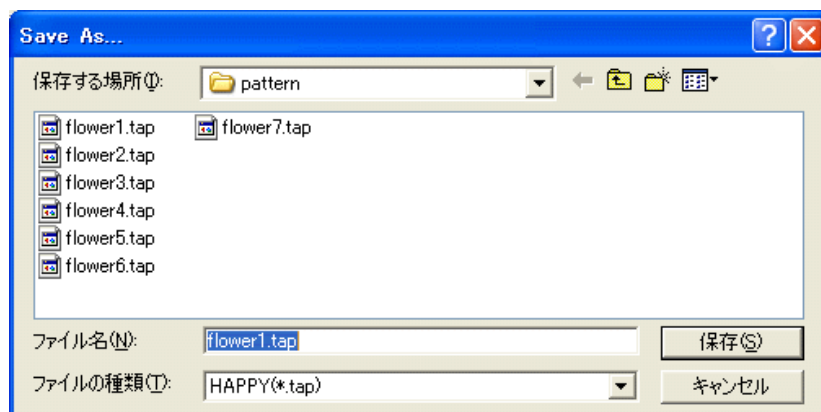 Save As...
保存する場所(I):
pattern
flower1.tap
flower2.tap
flower3.tap
flower4.tap
flower5.tap
flower6.tap
flower7.tap
ファイル名(N):
flower1.tap
保存(S)
ファイルの種類(T):
HAPPY(*.tap)
キャンセル